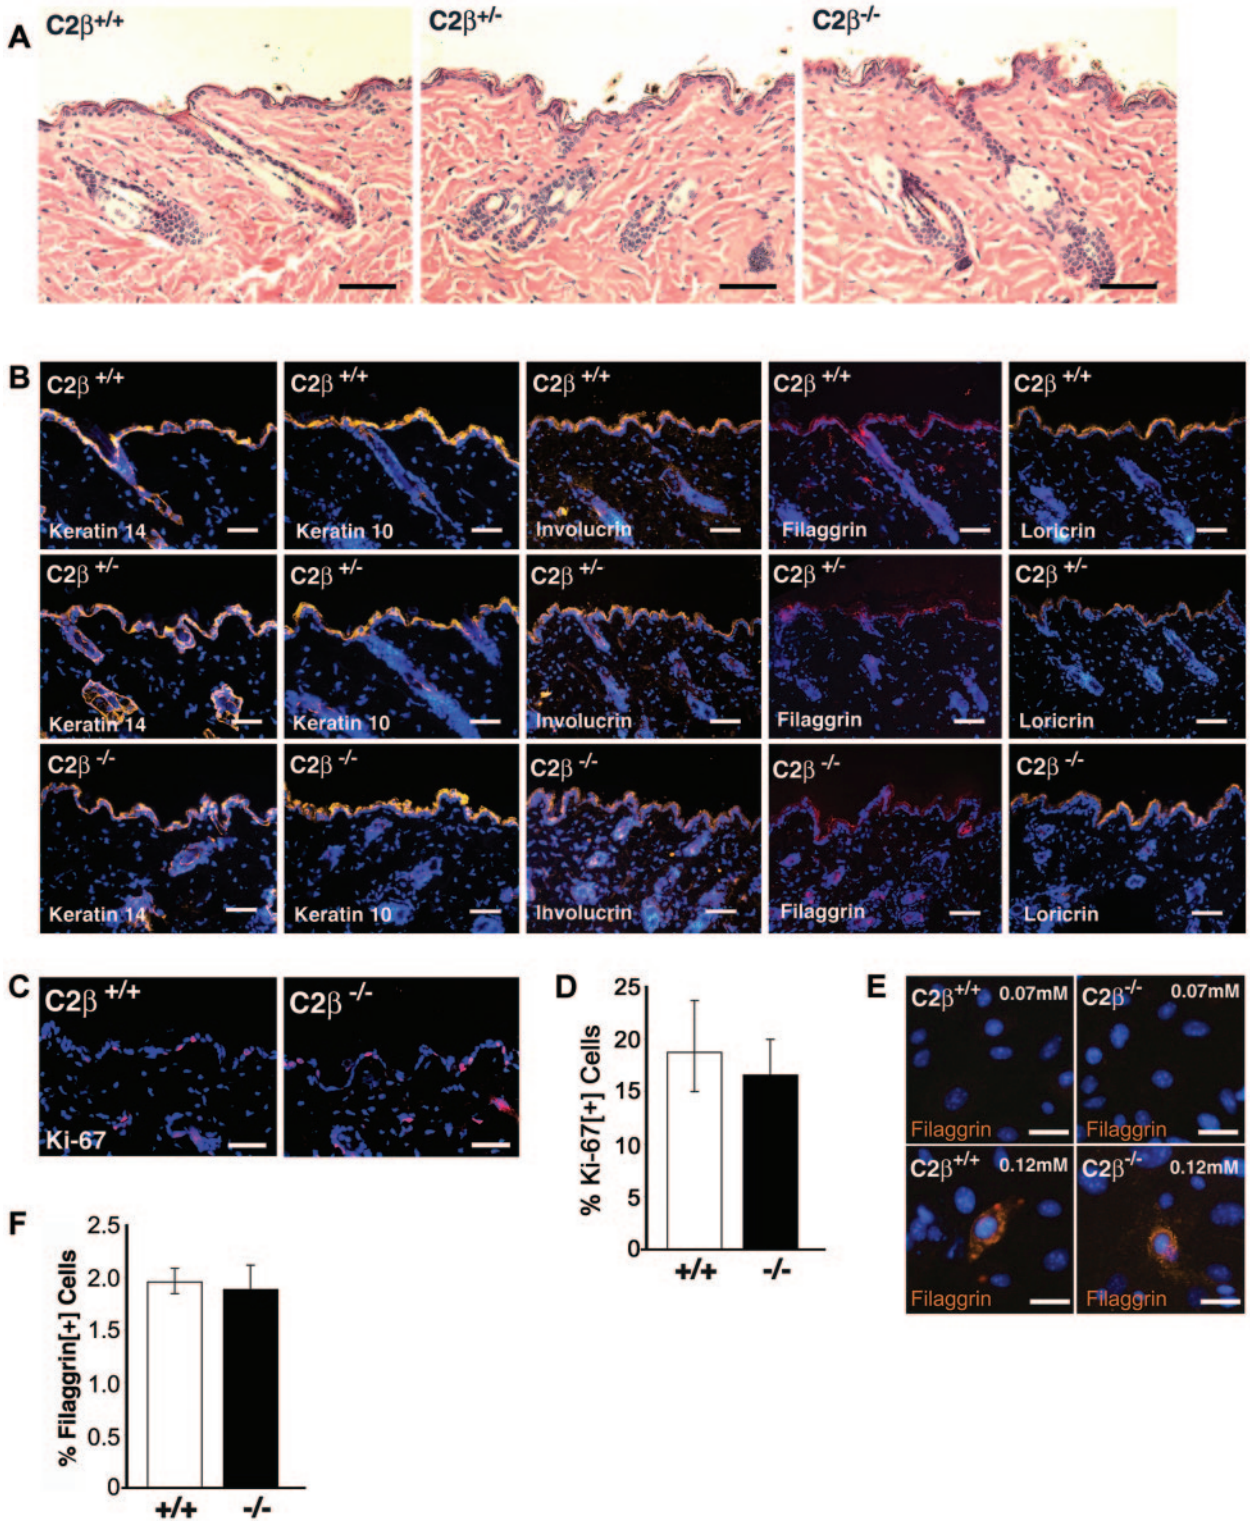 A
C2β+/+
C2β+/-
C2β-/-
B
C2β +/+
C2β +/+
C2β +/+
C2β +/+
C2β +/+
Keratin 14
Keratin 10
Involucrin
Filaggrin
Loricrin
C2β +/-
C2β +/-
C2β +/-
C2β +/-
C2β +/-
Keratin 14
Keratin 10
Involucrin
Filaggrin
Loricrin
C2β -/-
C2β -/-
C2β -/-
C2β -/-
C2β -/-
Keratin 14
Keratin 10
Involucrin
Filaggrin
Loricrin
C
C2β +/+
C2β -/-
Ki-67
D
% Ki-67[+] Cells
25
20
15
10
5
0
+/+
-/-
E
C2β+/+ 0.07mM
C2β-/- 0.07mM
Filaggrin
Filaggrin
C2β+/+ 0.12mM
C2β-/- 0.12mM
Filaggrin
Filaggrin
F
% Filaggrin[+] Cells
2.5
2.0
1.5
1.0
0.5
0
+/+
-/-